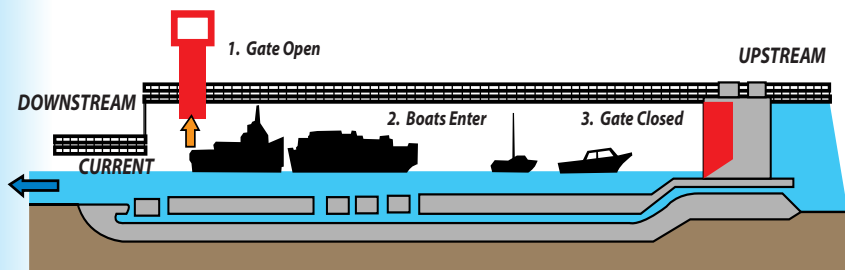 1. Gate Open
UPSTREAM
DOWNSTREAM
2. Boats Enter
3. Gate Closed
CURRENT